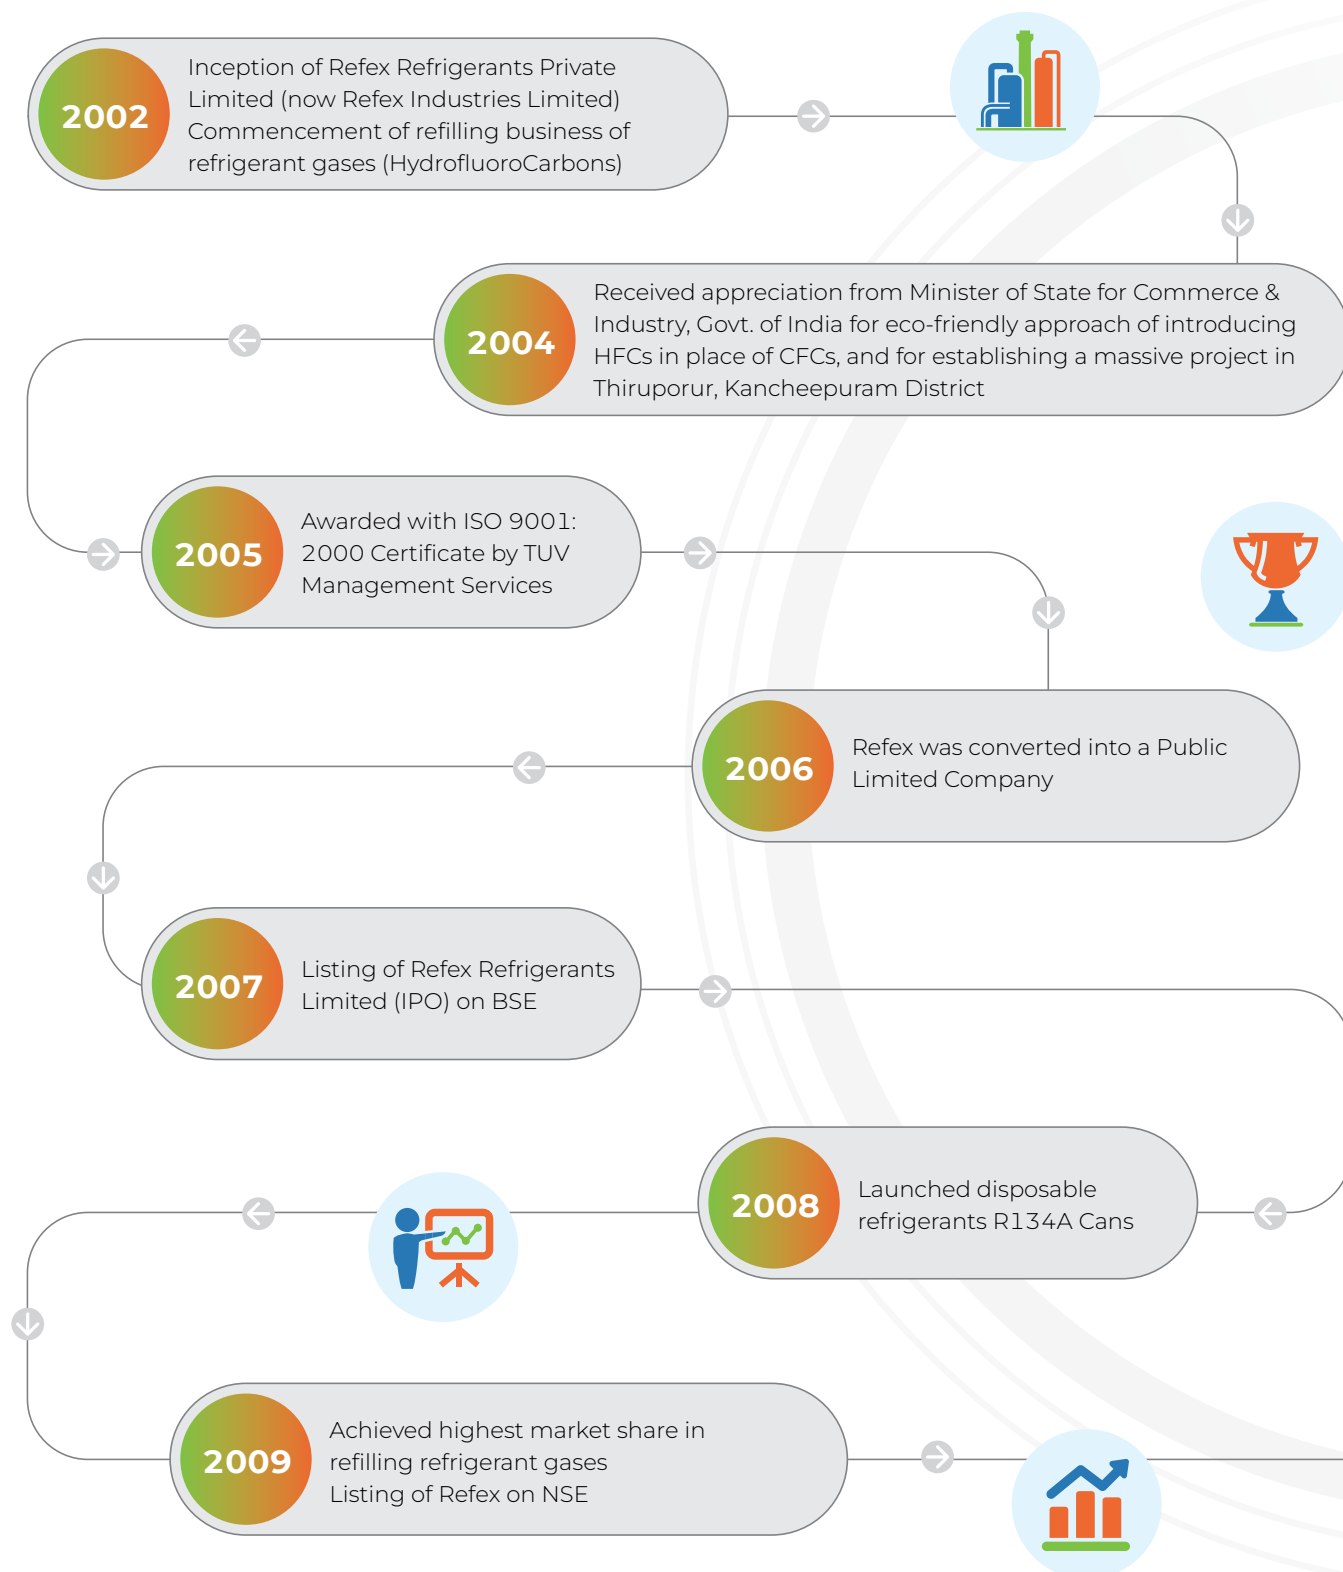 2002
Inception of Refex Refrigerants Private
Limited (now Refex Industries Limited)
Commencement of refilling business of
refrigerant gases (HydrofluoroCarbons)
2004
Received appreciation from Minister of State for Commerce &
Industry, Govt. of India for eco-friendly approach of introducing
HFCs in place of CFCs, and for establishing a massive project in
Thiruporur, Kancheepuram District
2005
Awarded with ISO 9001:
2000 Certificate by TUV
Management Services
2006
Refex was converted into a Public
Limited Company
2007
Listing of Refex Refrigerants
Limited (IPO) on BSE
2008
Launched disposable
refrigerants R134A Cans
2009
Achieved highest market share in
refilling refrigerant gases
Listing of Refex on NSE